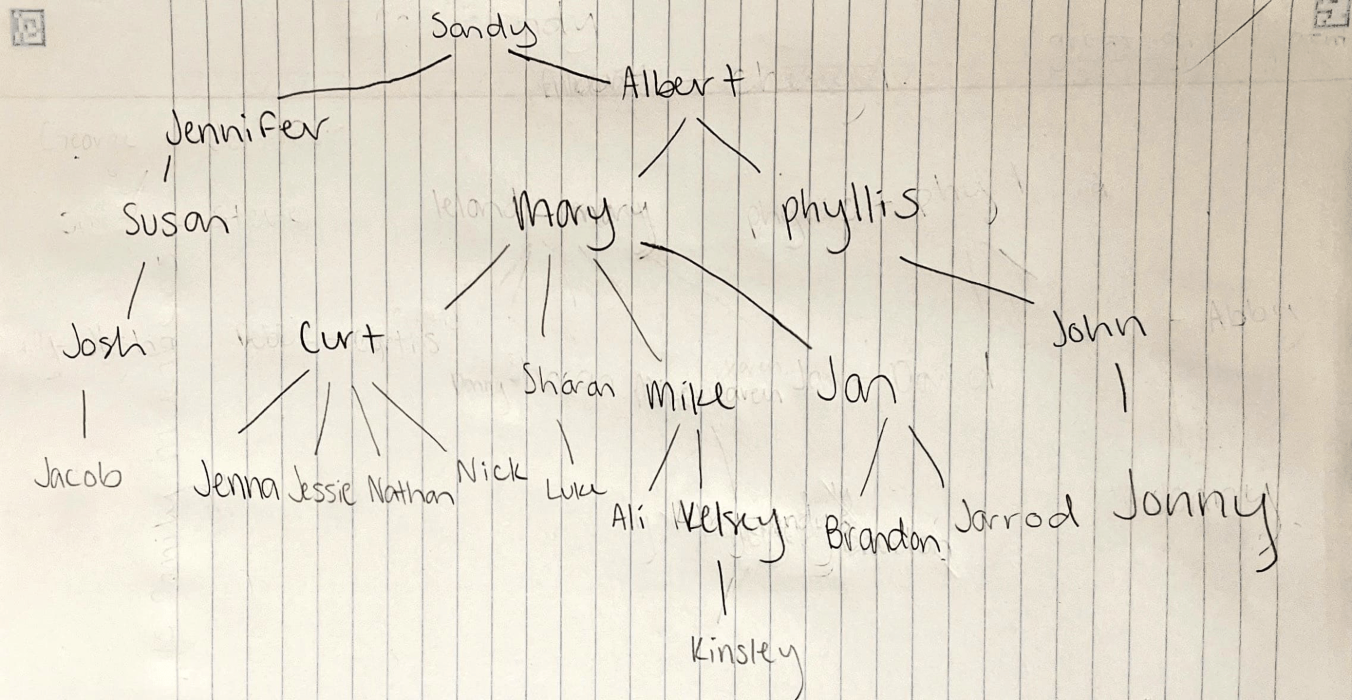 Sandy
Albert
Jennifer
Susan
Mary
phyllis
Josh
Curt
Sharon
Mike
Jan
John
Jacob
Jenna Jessie Nathan Nick
Luke
Ali
Kelsey
Brandon
Jarrod
Jonny
Kinsley